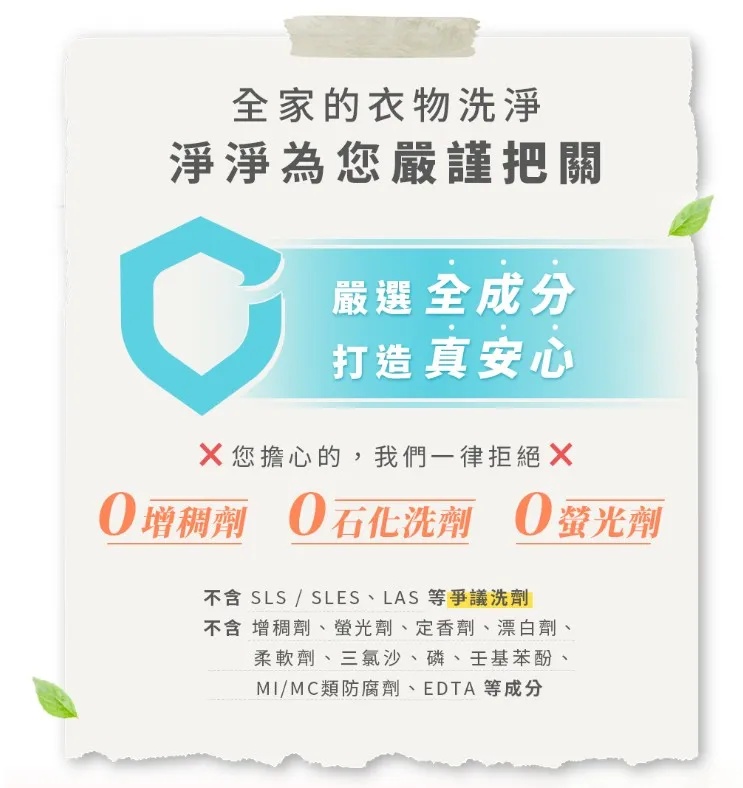 全家的衣物洗淨
淨淨為您嚴謹把關
嚴選全成分
打造真安心
您擔心的，我們一律拒絕
0增稠劑 0石化洗劑 0螢光劑
不含 SLS / SLES、LAS 等爭議洗劑
不含 增稠劑、螢光劑、定香劑、漂白劑、
柔軟劑、三氯沙、磷、壬基苯酚、
MI/MC類防腐劑、EDTA 等成分